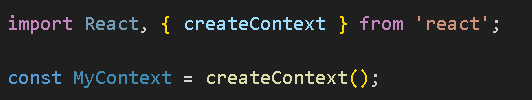 import React, { createContext } from 'react';
const MyContext = createContext();